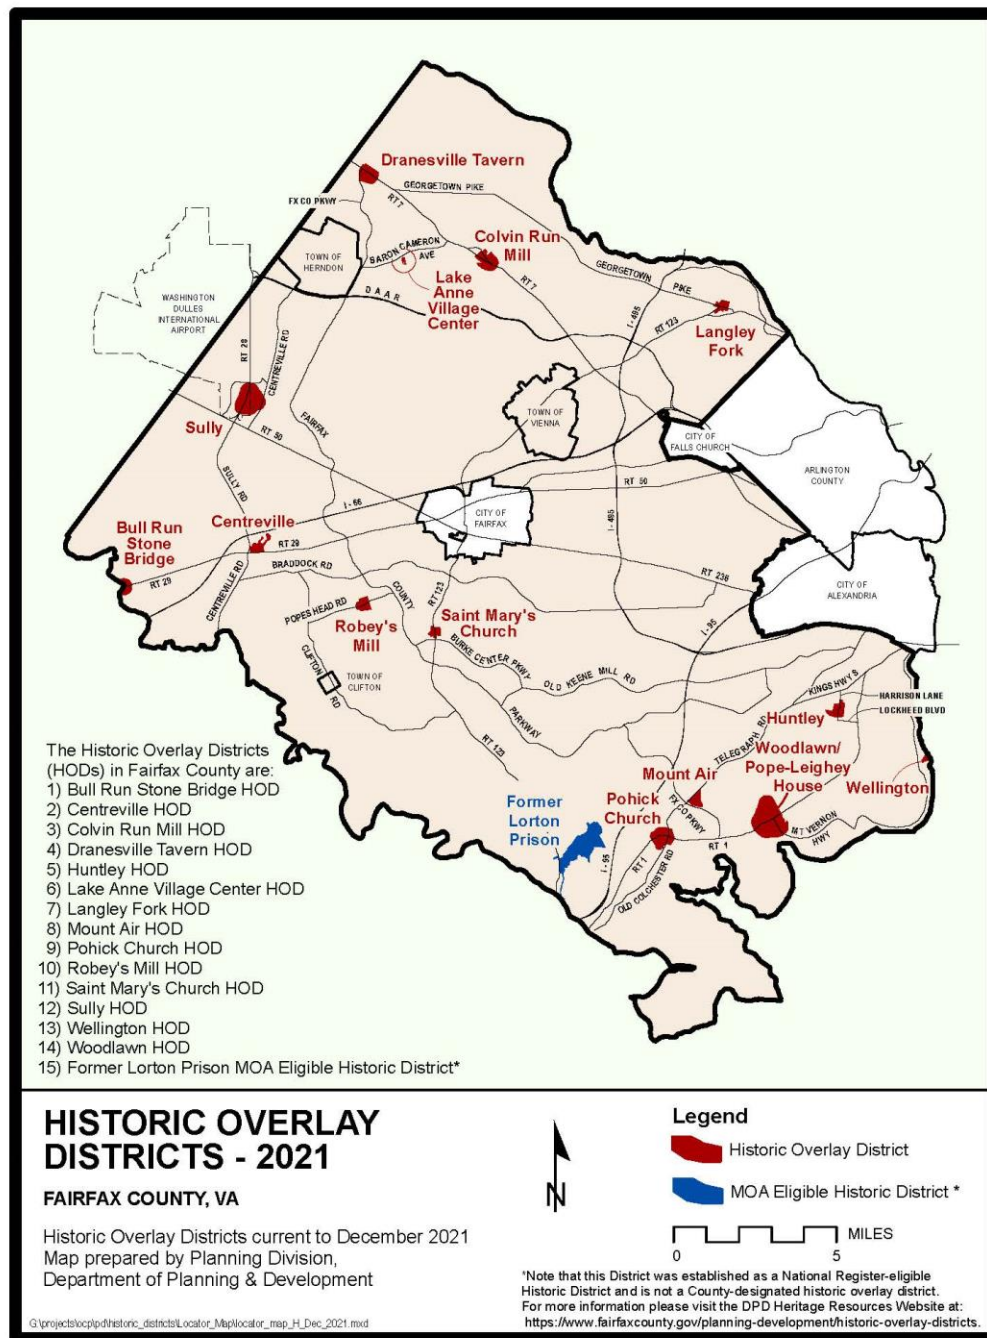 Dranesville Tavern
GEORGETOWN PIKE
FX CO PKWY
RT 7
Colvin Run
Mill
BARON CAMERON
AVE
TOWN OF
HERNDON
GEORGETOWN
PIKE
Lake
Anne
Village
Center
RT 7
DAAR
WASHINGTON
DULLES
INTERNATIONAL
AIRPORT
I - 495
RT 123
Langley
Fork
RT 28
CENTREVILLE RD
Sully
FAIRFAX
RT 50
TOWN OF
VIENNA
CITY OF
FALLS CHURCH
ARLINGTON
COUNTY
SULLY RD
I - 66
RT 50
CITY OF
FAIRFAX
I - 495
Bull Run
Stone
Bridge
Centreville
RT 29
RT 29
BRADDOCK RD
CENTREVILLE RD
RT 236
CITY OF
ALEXANDRIA
COUNTY
RT 123
POPES HEAD RD
Robey's
Mill
Saint Mary's
Church
I - 95
BURKE CENTER PKWY
OLD KEENE MILL RD
CLIFTON
RD
TOWN OF
CLIFTON
PARKWAY
RT 123
KINGS HWY S
HARRISON LANE
LOCKHEED BLVD
Huntley
TELEGRAPH RD
Woodlawn/
Pope-Leighey
House
Wellington
Mount Air
FX CO PKWY
Pohick
Church
MT VERNON
HWY
RT 1
Former
Lorton
Prison
I - 95
RT 1
OLD COLCHESTER RD
The Historic Overlay Districts
(HODs) in Fairfax County are:
1) Bull Run Stone Bridge HOD
2) Centreville HOD
3) Colvin Run Mill HOD
4) Dranesville Tavern HOD
5) Huntley HOD
6) Lake Anne Village Center HOD
7) Langley Fork HOD
8) Mount Air HOD
9) Pohick Church HOD
10) Robey's Mill HOD
11) Saint Mary's Church HOD
12) Sully HOD
13) Wellington HOD
14) Woodlawn HOD
15) Former Lorton Prison MOA Eligible Historic District*
HISTORIC OVERLAY
DISTRICTS - 2021
FAIRFAX COUNTY, VA
Historic Overlay Districts current to December 2021
Map prepared by Planning Division,
Department of Planning & Development
G:\projects\ocp\pd\historic_districts\Locator_Map\locator_map_H_Dec_2021.mxd
N
Legend
Historic Overlay District
MOA Eligible Historic District *
MILES
0 5
*Note that this District was established as a National Register-eligible
Historic District and is not a County-designated historic overlay district.
For more information please visit the DPD Heritage Resources Website at:
https://www.fairfaxcounty.gov/planning-development/historic-overlay-districts.